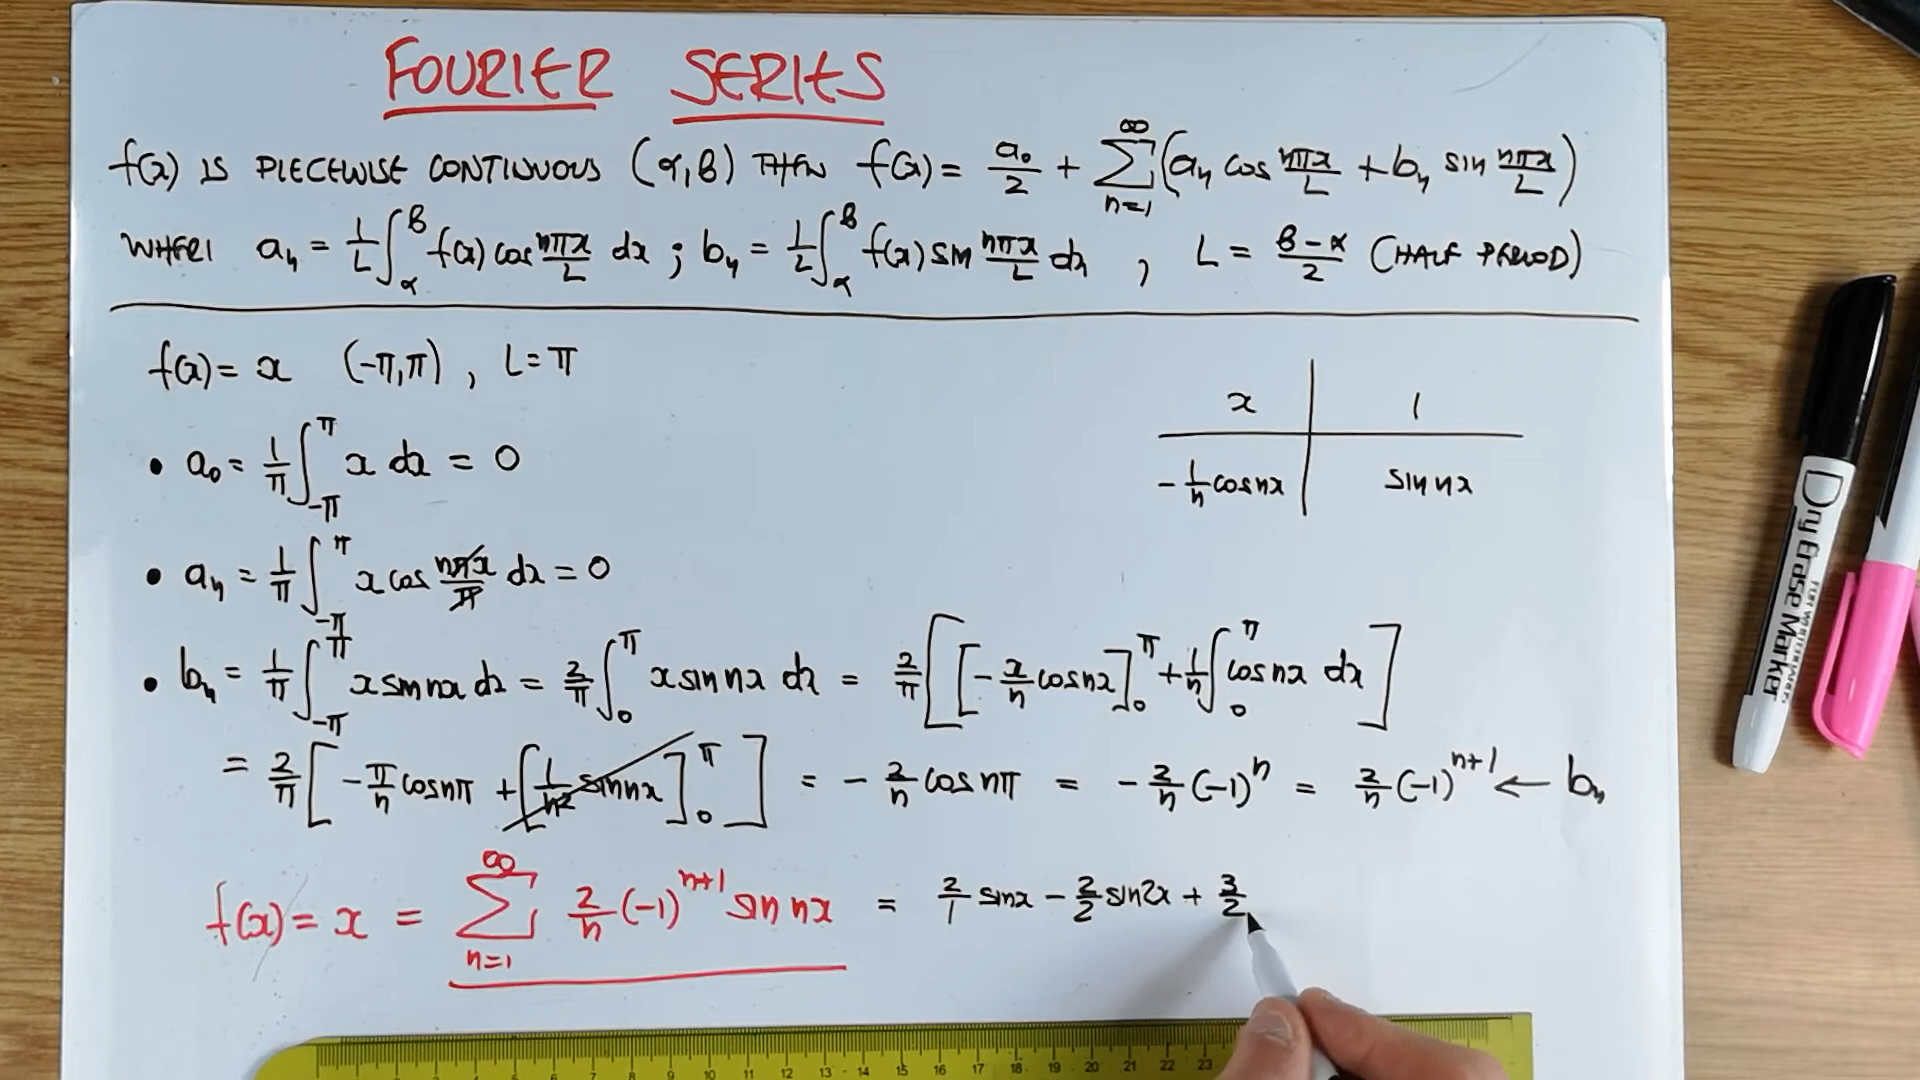 FOURIER SERIES
f(x) IS PIECEWISE CONTINUOUS (α,β) THEN f(x) = a₀/2 + ∑_{n=1}^{∞} (aₙ cos nπx/L + bₙ sin nπx/L)
WHERE aₙ = 1/L ∫_α^β f(x) cos nπx/L dx ; bₙ = 1/L ∫_α^β f(x) sin nπx/L dx , L = β-α/2 (HALF PERIOD)
f(x) = x (-π,π) , L = π
x | 1
-1/n cos nx | sin nx
• a₀ = 1/π ∫_{-π}^{π} x dx = 0
• aₙ = 1/π ∫_{-π}^{π} x cos nπx/π dx = 0
• bₙ = 1/π ∫_{-π}^{π} x sin nx dx = 2/π ∫_0^π x sin nx dx = 2/π [ [-x/n cos nx]_0^π + 1/n ∫_0^π cos nx dx ]
= 2/π [ -π/n cos nπ + [1/n² sin nx]_0^π ] = - 2/n cos nπ = - 2/n (-1)^n = 2/n (-1)^{n+1} ← bₙ
f(x) = x = ∑_{n=1}^{∞} 2/n (-1)^{n+1} sin nx = 2/1 sinx - 2/2 sin2x + 3/2
Dry Erase Marker
7 8 9 10 11 12 13 14 15 16 17 18 19 20 21 22 23